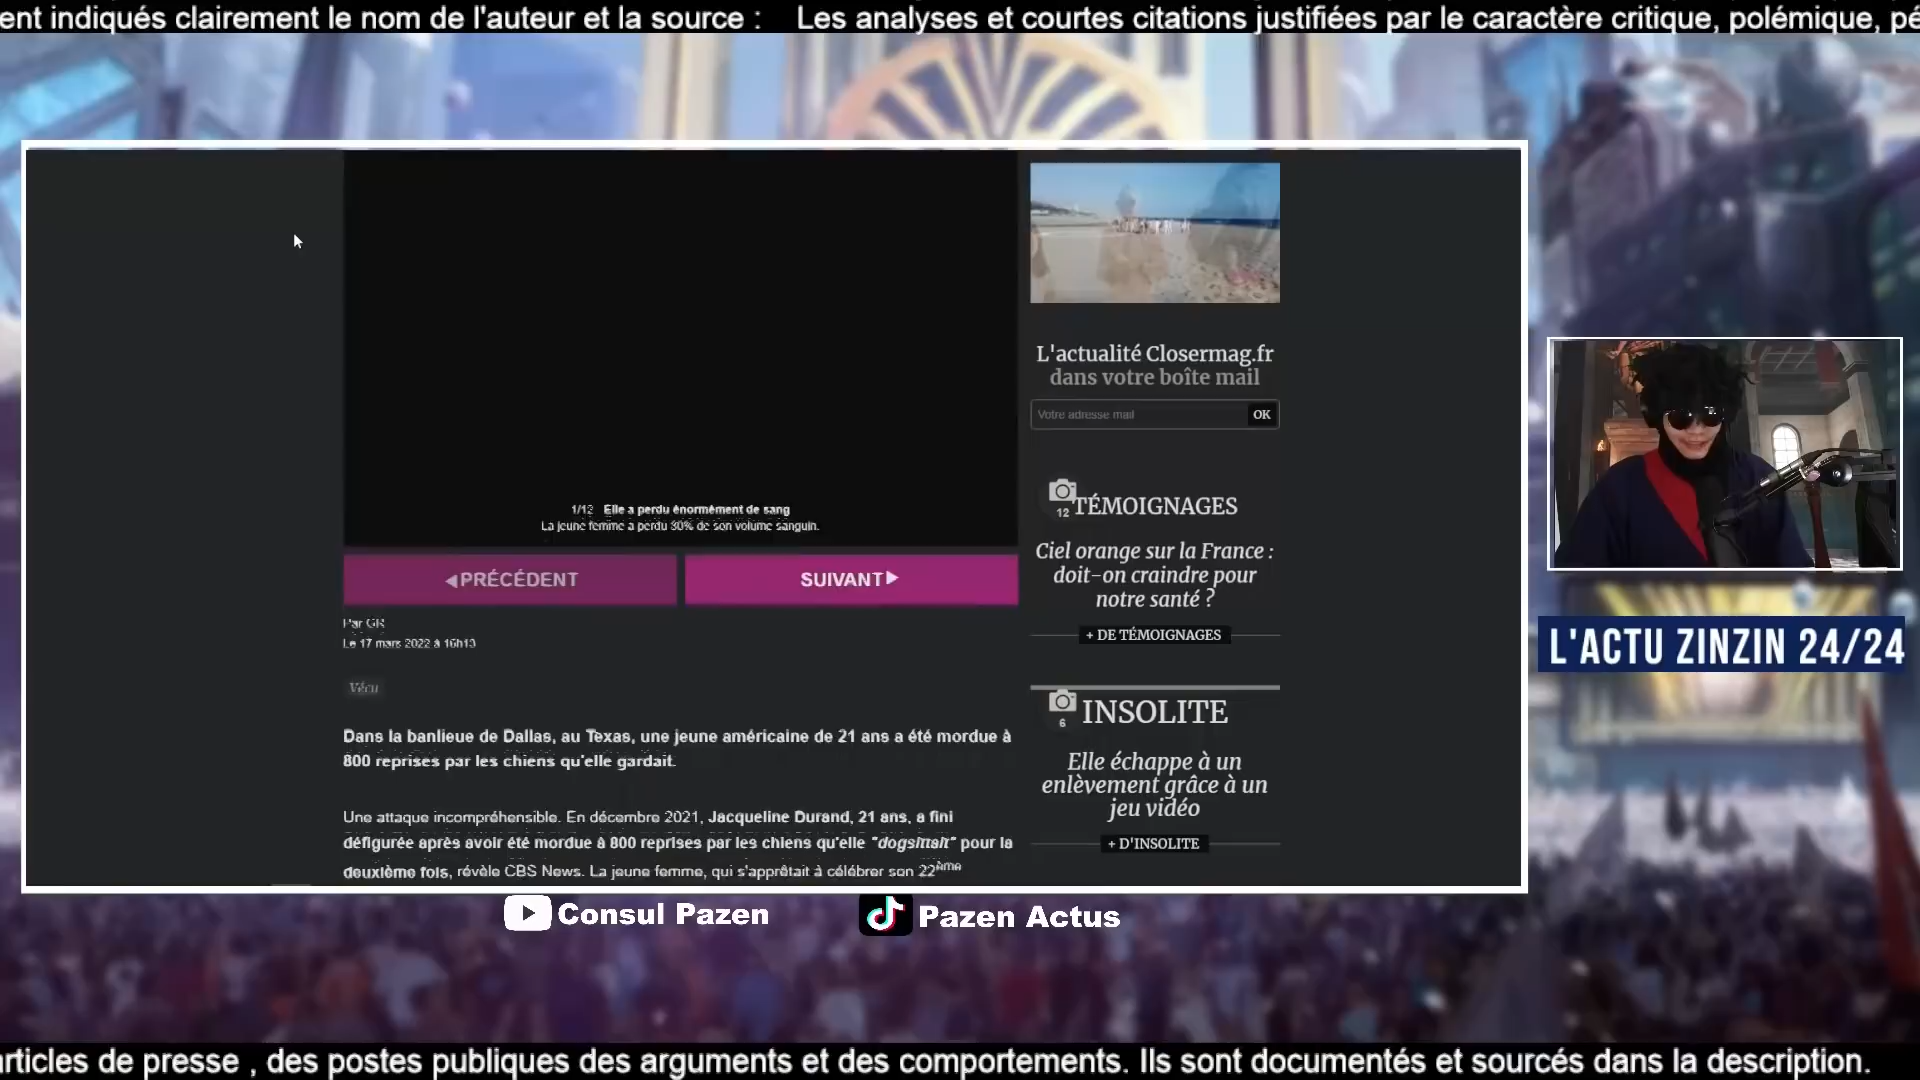 ent indiqués clairement le nom de l'auteur et la source : Les analyses et courtes citations justifiées par le caractère critique, polémique, pé
L'actualité Closermag.fr
dans votre boîte mail
Votre adresse mail OK
12 TÉMOIGNAGES
Ciel orange sur la France :
doit-on craindre pour
notre santé ?
+ DE TÉMOIGNAGES
6 INSOLITE
Elle échappe à un
enlèvement grâce à un
jeu vidéo
+ D'INSOLITE
1/12 Elle a perdu énormément de sang
La jeune femme a perdu 30% de son volume sanguin.
PRÉCÉDENT SUIVANT
Par GR
Le 17 mars 2022 à 16h13
Vécu
Dans la banlieue de Dallas, au Texas, une jeune américaine de 21 ans a été mordue à
800 reprises par les chiens qu'elle gardait.
Une attaque incompréhensible. En décembre 2021, Jacqueline Durand, 21 ans, a fini
défigurée après avoir été mordue à 800 reprises par les chiens qu'elle "dogsittait" pour la
deuxième fois, révèle CBS News. La jeune femme, qui s'apprêtait à célébrer son 22ème
L'ACTU ZINZIN 24/24
Consul Pazen
Pazen Actus
articles de presse , des postes publiques des arguments et des comportements. Ils sont documentés et sourcés dans la description.